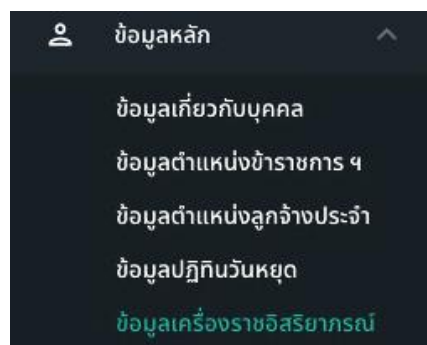 ข้อมูลหลัก
ข้อมูลเกี่ยวกับบุคคล
ข้อมูลตำแหน่งข้าราชการ ฯ
ข้อมูลตำแหน่งลูกจ้างประจำ
ข้อมูลปฏิทินวันหยุด
ข้อมูลเครื่องราชอิสริยาภรณ์